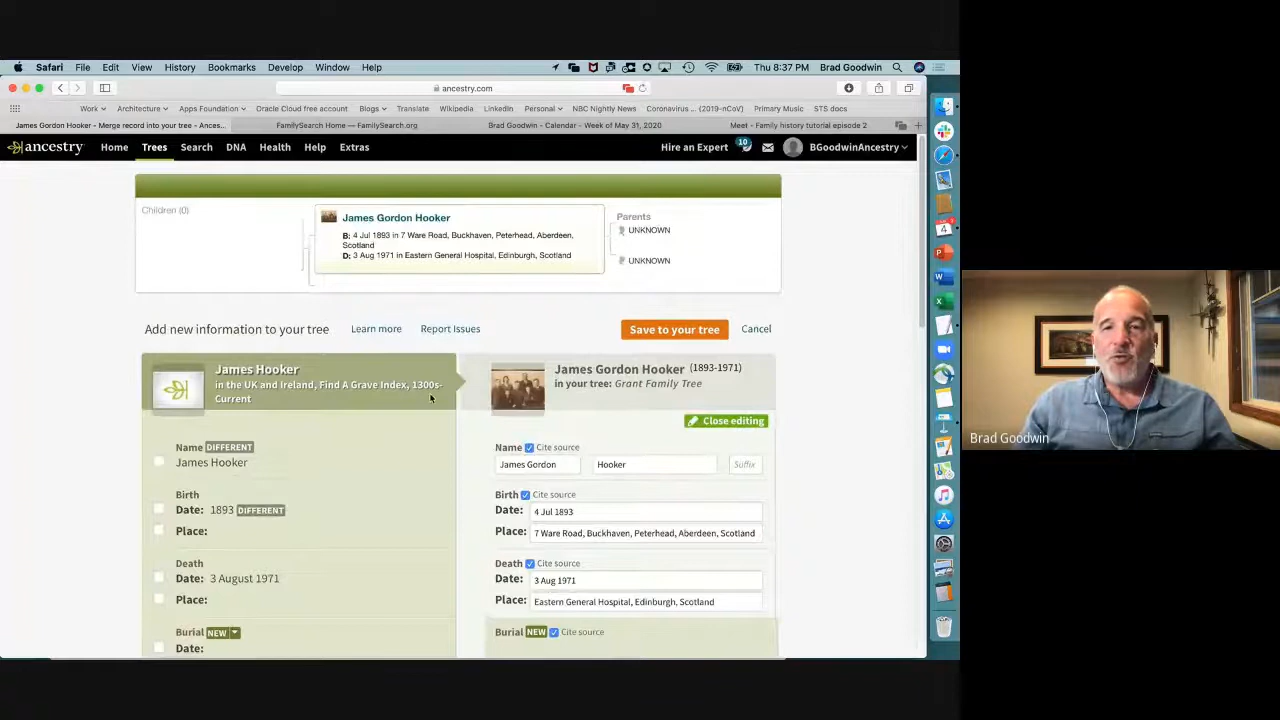 Safari File Edit View History Bookmarks Develop Window Help
Thu 8:37 PM Brad Goodwin
ancestry.com
Work Architecture Apps Foundation Oracle Cloud free account Blogs Translate Wikipedia LinkedIn Personal NBC Nightly News Coronavirus (2019-nCoV) Primary Music STS docs
James Gordon Hooker – Merge record into your tree – Ances... FamilySearch Home — FamilySearch.org Brad Goodwin - Calendar - Week of May 31, 2020 Meet – Family history tutorial episode 2
ancestry Home Trees Search DNA Health Help Extras Hire an Expert 10 BGoodwinAncestry
Children (0)
James Gordon Hooker
B: 4 Jul 1893 in 7 Ware Road, Buckhaven, Peterhead, Aberdeen,
Scotland
D: 3 Aug 1971 in Eastern General Hospital, Edinburgh, Scotland
Parents
UNKNOWN
UNKNOWN
Add new information to your tree Learn more Report Issues Save to your tree Cancel
James Hooker
in the UK and Ireland, Find A Grave Index, 1300s-
Current
James Gordon Hooker (1893-1971)
in your tree: Grant Family Tree
Close editing
Name DIFFERENT
James Hooker
Birth
Date: 1893 DIFFERENT
Place:
Death
Date: 3 August 1971
Place:
Burial NEW
Date:
Name Cite source
James Gordon Hooker Suffix
Birth Cite source
Date: 4 Jul 1893
Place: 7 Ware Road, Buckhaven, Peterhead, Aberdeen, Scotland
Death Cite source
Date: 3 Aug 1971
Place: Eastern General Hospital, Edinburgh, Scotland
Burial NEW Cite source
Brad Goodwin